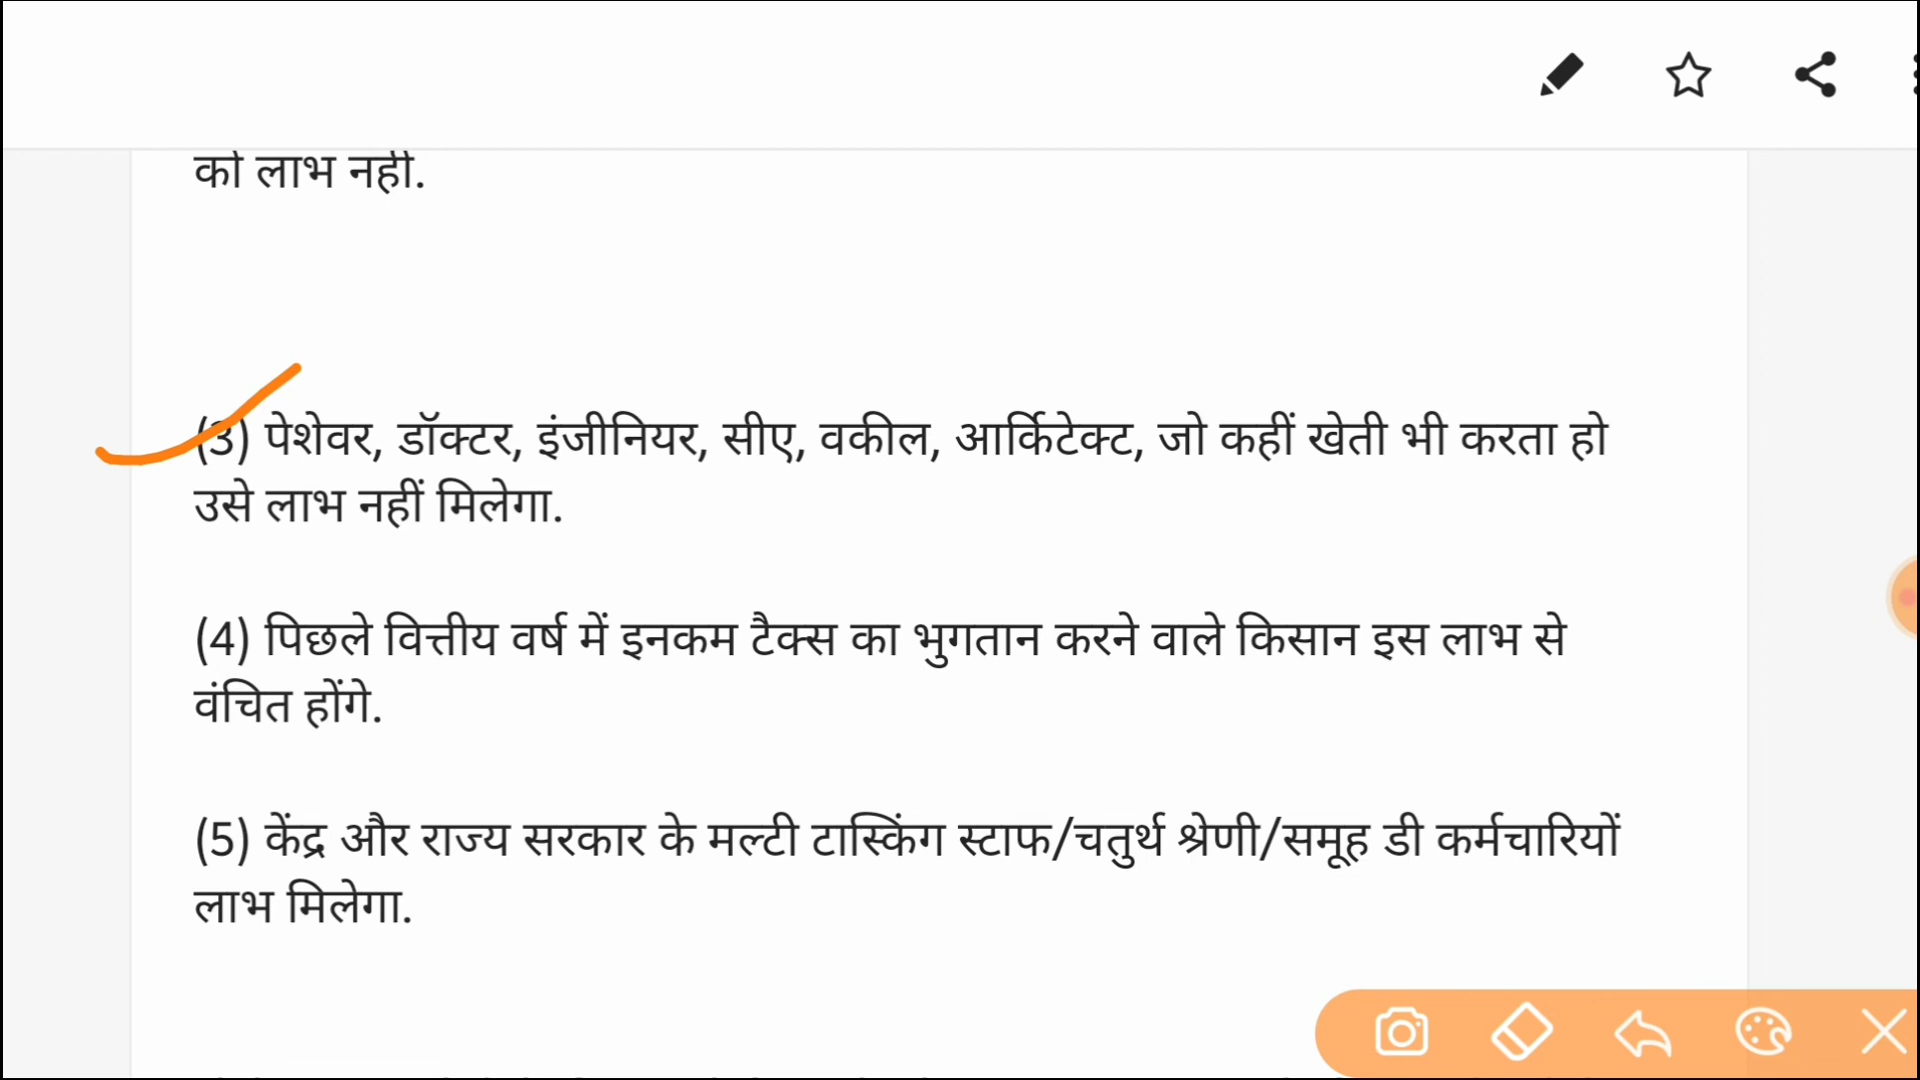 को लाभ नहीं.
(3) पेशेवर, डॉक्टर, इंजीनियर, सीए, वकील, आर्किटेक्ट, जो कहीं खेती भी करता हो
उसे लाभ नहीं मिलेगा.
(4) पिछले वित्तीय वर्ष में इनकम टैक्स का भुगतान करने वाले किसान इस लाभ से
वंचित होंगे.
(5) केंद्र और राज्य सरकार के मल्टी टास्किंग स्टाफ/चतुर्थ श्रेणी/समूह डी कर्मचारियों
लाभ मिलेगा.